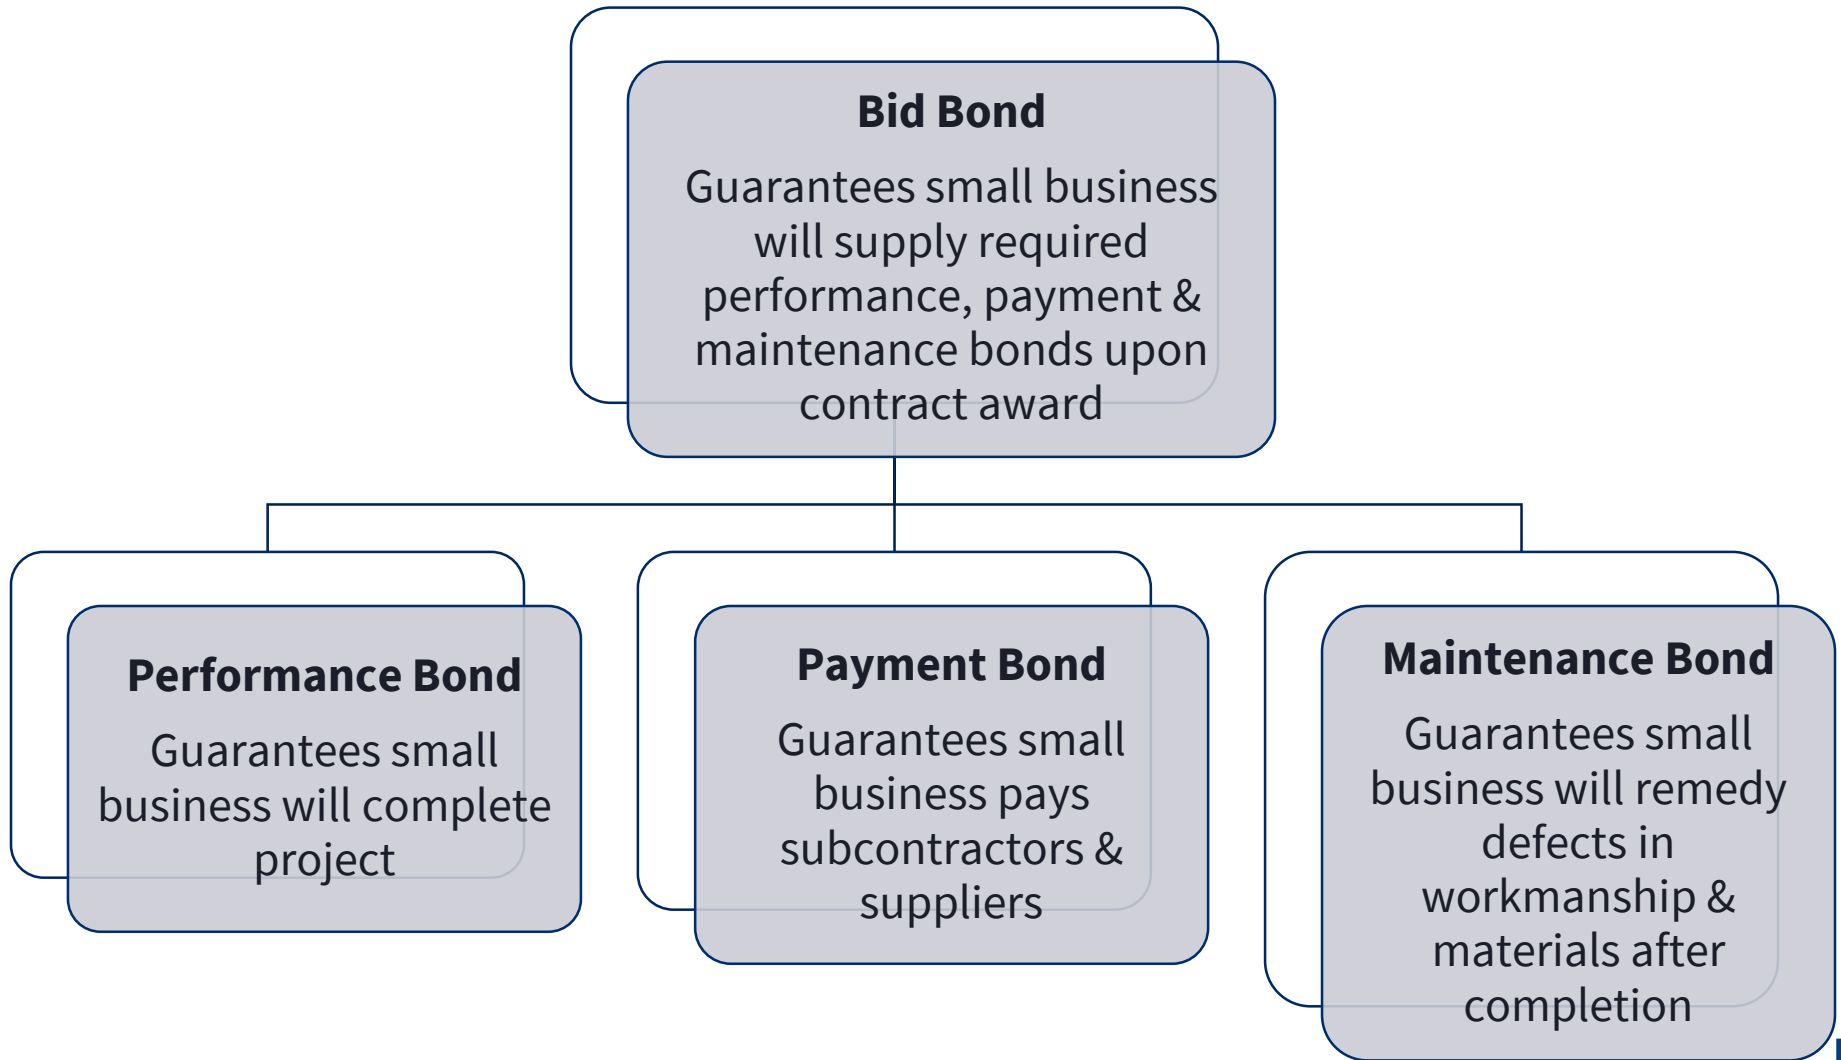 Bid Bond
Guarantees small business
will supply required
performance, payment &
maintenance bonds upon
contract award
Performance Bond
Guarantees small
business will complete
project
Payment Bond
Guarantees small
business pays
subcontractors &
suppliers
Maintenance Bond
Guarantees small
business will remedy
defects in
workmanship &
materials after
completion